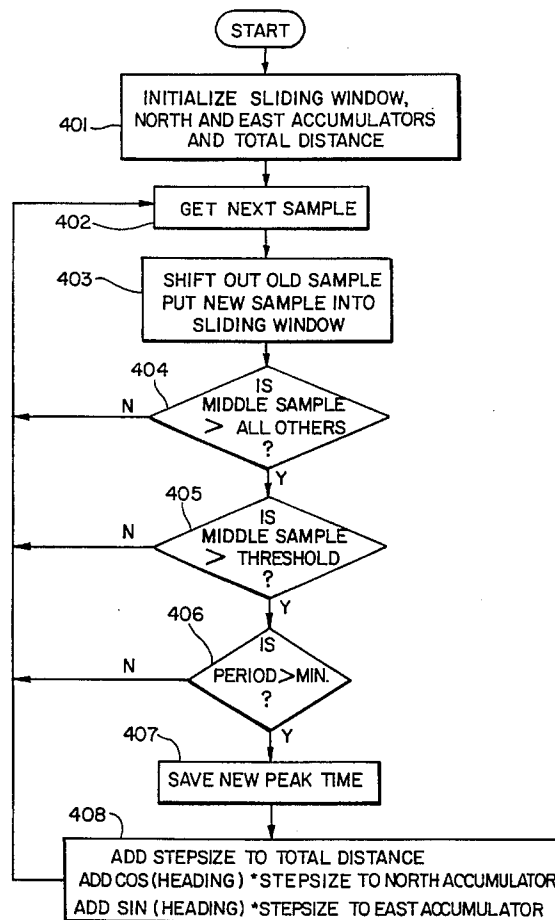 START
INITIALIZE SLIDING WINDOW,
NORTH AND EAST ACCUMULATORS
AND TOTAL DISTANCE
401
GET NEXT SAMPLE
402
403
SHIFT OUT OLD SAMPLE
PUT NEW SAMPLE INTO
SLIDING WINDOW
404
IS
MIDDLE SAMPLE
> ALL OTHERS
?
N
Y
405
IS
MIDDLE SAMPLE
> THRESHOLD
?
N
Y
406
IS
PERIOD>MIN.
?
N
Y
407
SAVE NEW PEAK TIME
408
ADD STEPSIZE TO TOTAL DISTANCE
ADD COS (HEADING) *STEPSIZE TO NORTH ACCUMULATOR
ADD SIN (HEADING) *STEPSIZE TO EAST ACCUMULATOR